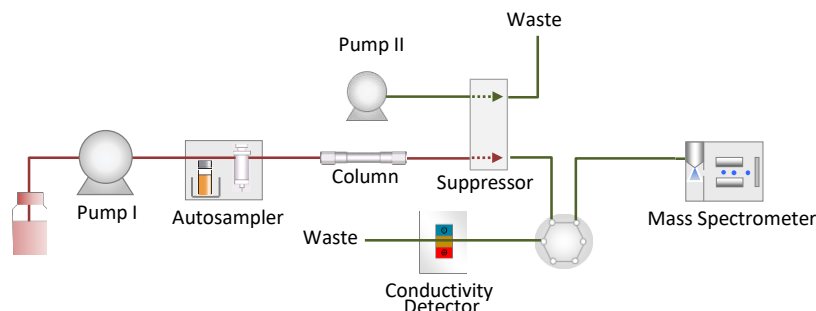 Waste
Pump II
Pump I
Autosampler
Column
Suppressor
Mass Spectrometer
Waste
Conductivity
Detector